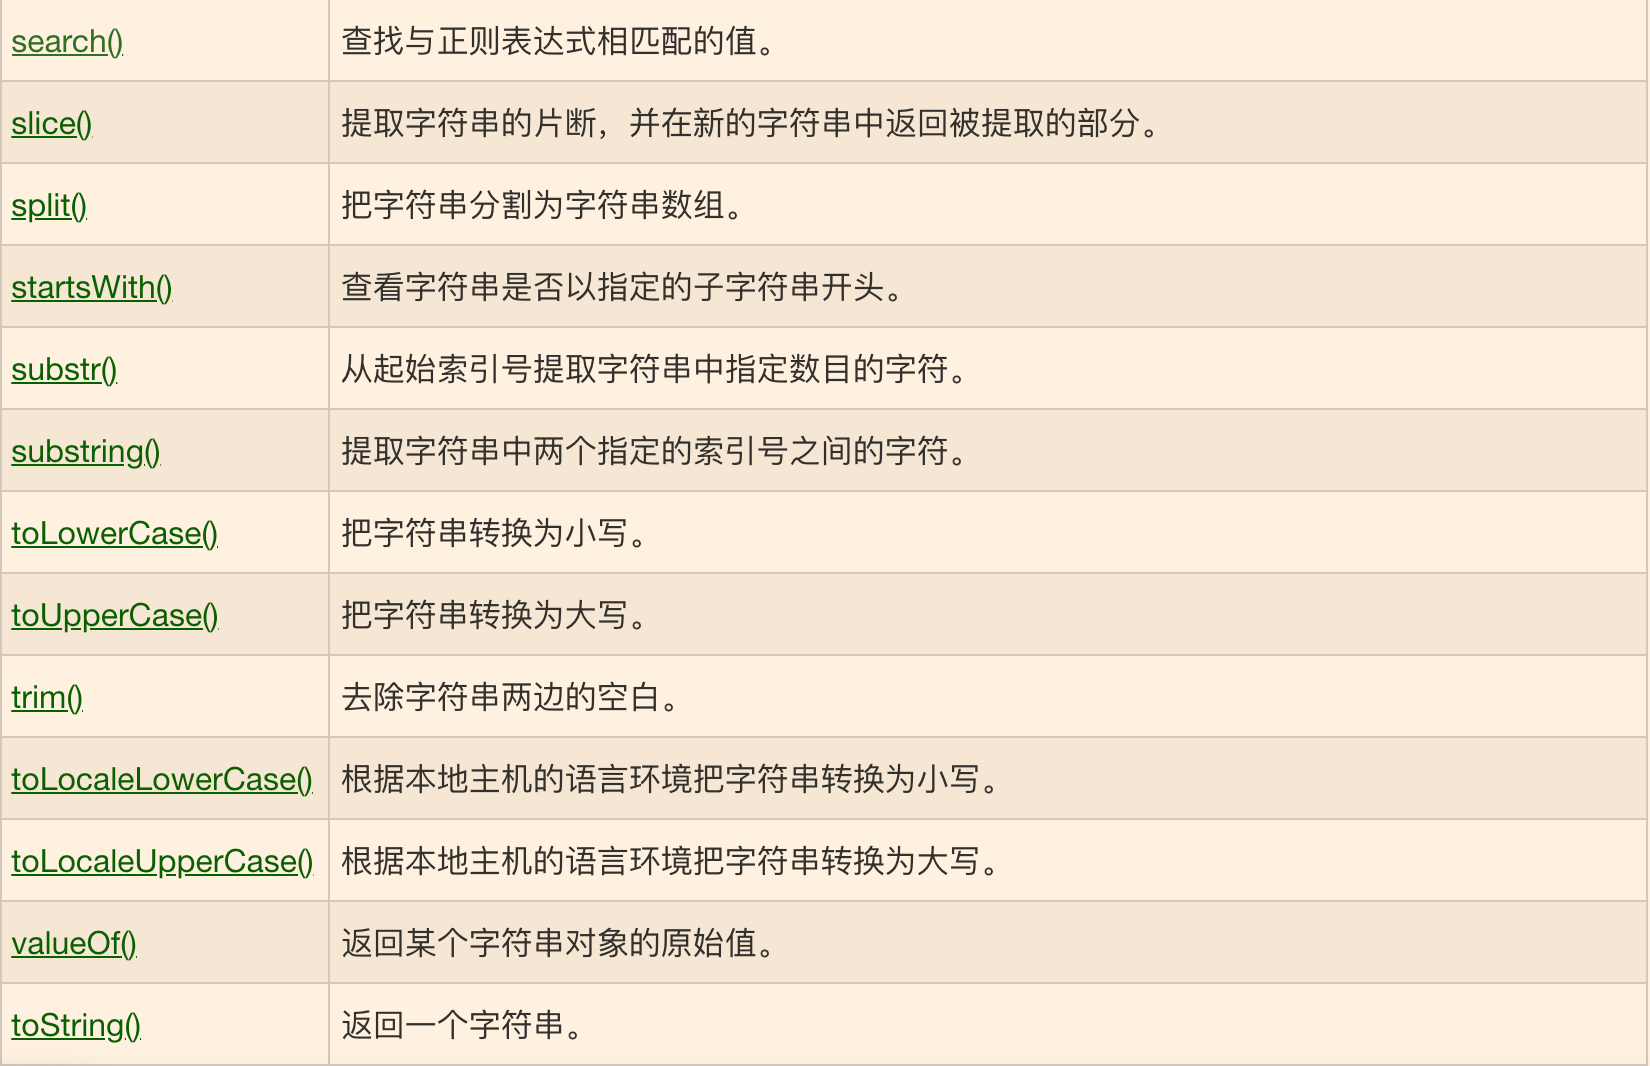 search() 查找与正则表达式相匹配的值。
slice() 提取字符串的片断，并在新的字符串中返回被提取的部分。
split() 把字符串分割为字符串数组。
startsWith() 查看字符串是否以指定的子字符串开头。
substr() 从起始索引号提取字符串中指定数目的字符。
substring() 提取字符串中两个指定的索引号之间的字符。
toLowerCase() 把字符串转换为小写。
toUpperCase() 把字符串转换为大写。
trim() 去除字符串两边的空白。
toLocaleLowerCase() 根据本地主机的语言环境把字符串转换为小写。
toLocaleUpperCase() 根据本地主机的语言环境把字符串转换为大写。
valueOf() 返回某个字符串对象的原始值。
toString() 返回一个字符串。